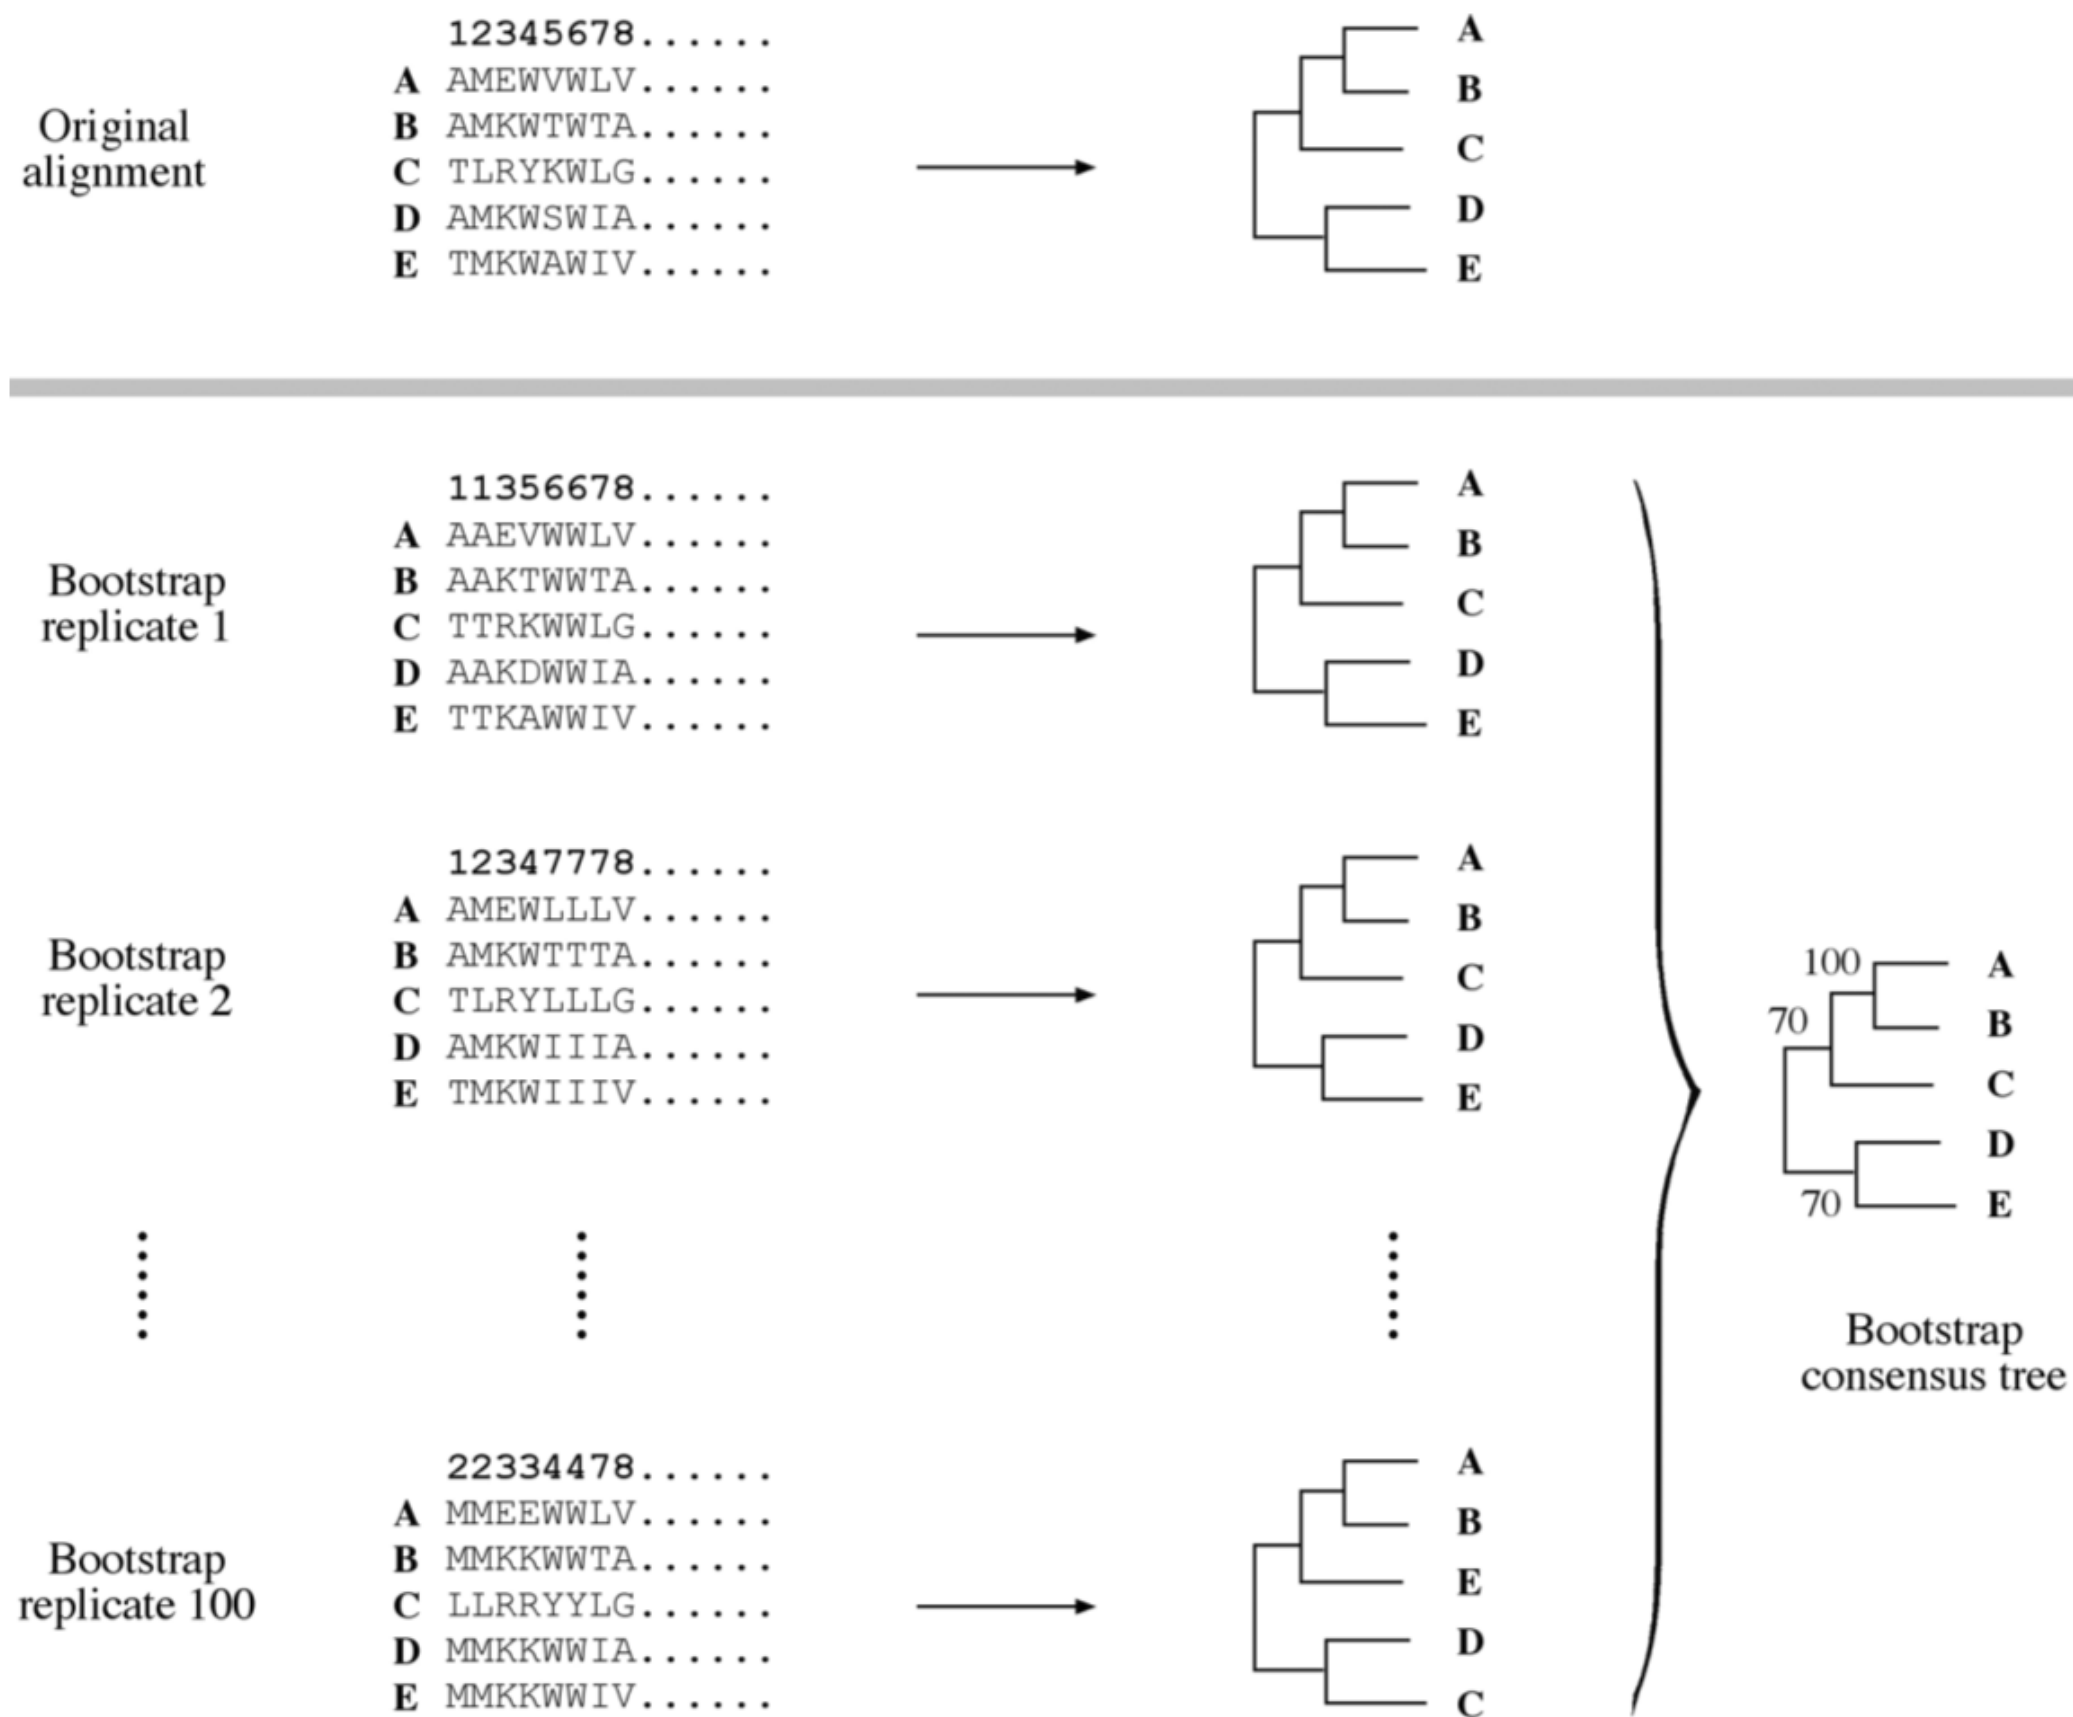 12345678......
A AMEWVWLV......
B AMKWTWTA......
C TLRYKWLG......
D AMKWSWIA......
E TMKWAWIV......
Original
alignment
A
B
C
D
E
11356678......
A AAEVWWLV......
B AAKTWWTA......
C TTRKWWLG......
D AAKDWWIA......
E TTKAWWIV......
Bootstrap
replicate 1
A
B
C
D
E
12347778......
A AMEWLLLV......
B AMKWTTTA......
C TLRYLLLG......
D AMKWIIIA......
E TMKWIIIV......
Bootstrap
replicate 2
A
B
C
D
E
22334478......
A MMEEWWLV......
B MMKKWWTA......
C LLRRYYLG......
D MMKKWWIA......
E MMKKWWIV......
Bootstrap
replicate 100
A
B
E
D
C
100 A
B
70
C
D
70 E
Bootstrap
consensus tree